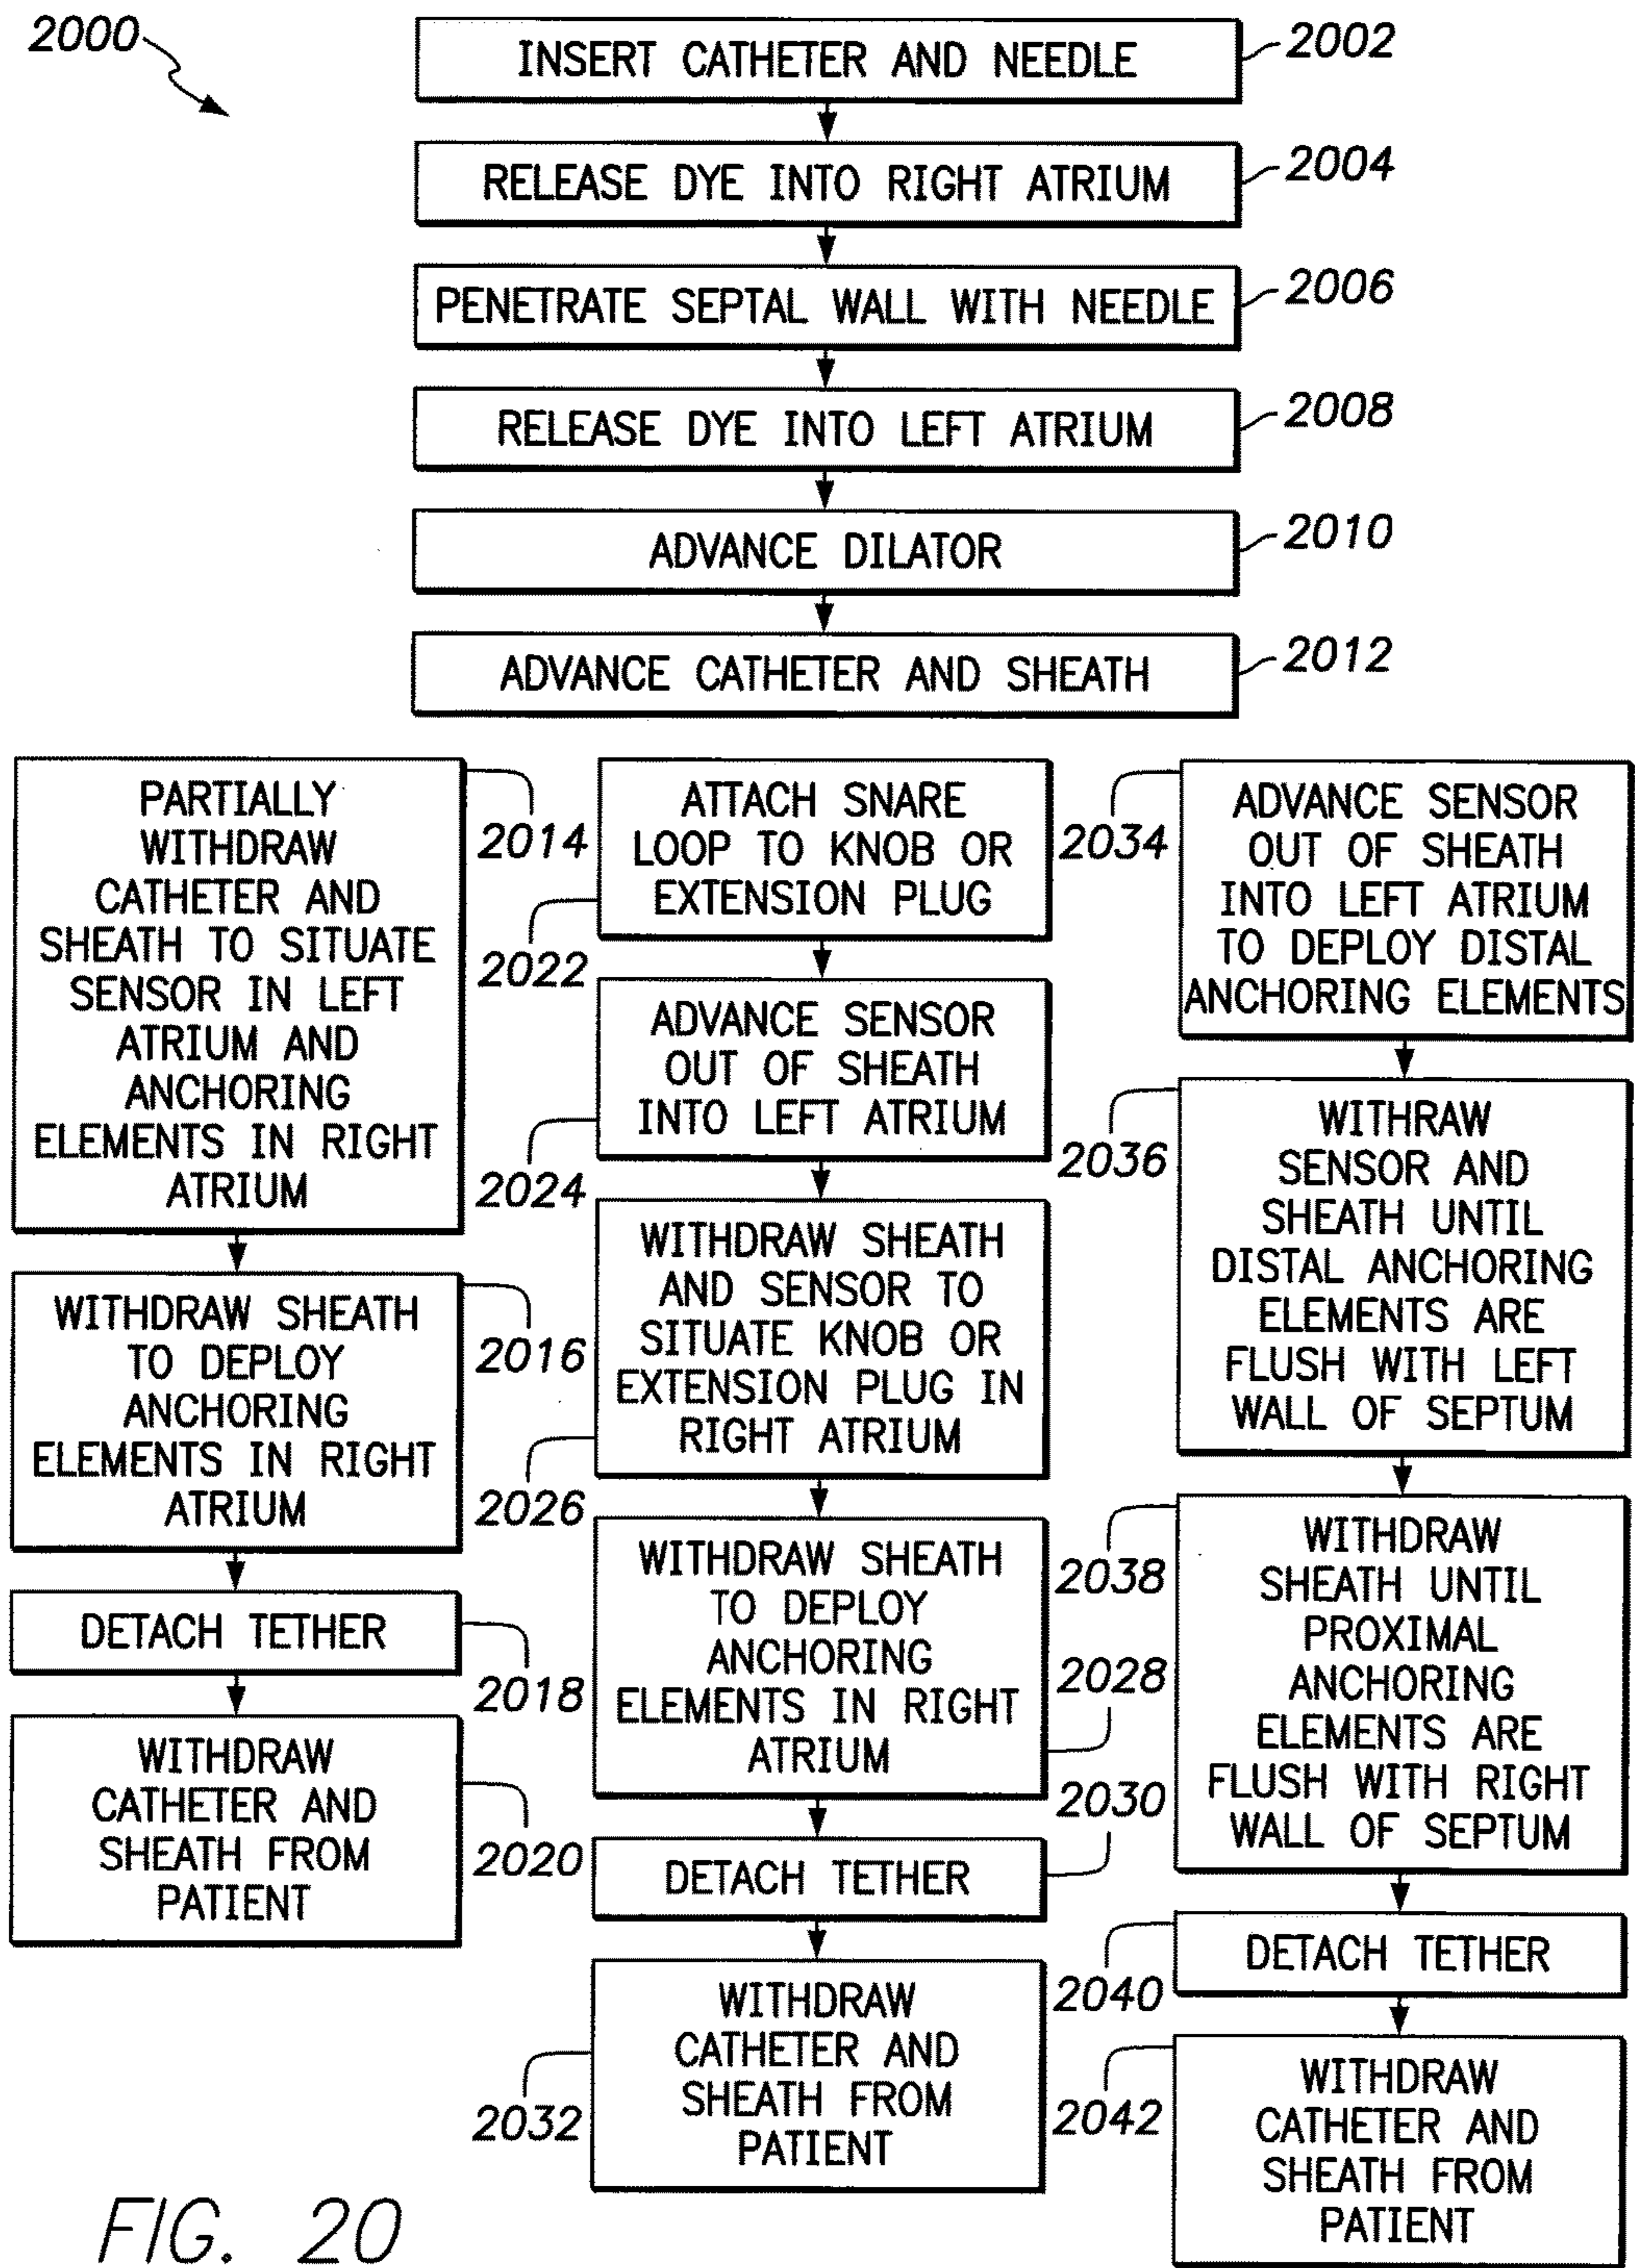 2000
INSERT CATHETER AND NEEDLE
2002
RELEASE DYE INTO RIGHT ATRIUM
2004
PENETRATE SEPTAL WALL WITH NEEDLE
2006
RELEASE DYE INTO LEFT ATRIUM
2008
ADVANCE DILATOR
2010
ADVANCE CATHETER AND SHEATH
2012
PARTIALLY
WITHDRAW
CATHETER AND
SHEATH TO SITUATE
SENSOR IN LEFT
ATRIUM AND
ANCHORING
ELEMENTS IN RIGHT
ATRIUM
2014
WITHDRAW SHEATH
TO DEPLOY
ANCHORING
ELEMENTS IN RIGHT
ATRIUM
2016
DETACH TETHER
2018
WITHDRAW
CATHETER AND
SHEATH FROM
PATIENT
2020
ATTACH SNARE
LOOP TO KNOB OR
EXTENSION PLUG
2022
ADVANCE SENSOR
OUT OF SHEATH
INTO LEFT ATRIUM
2024
WITHDRAW SHEATH
AND SENSOR TO
SITUATE KNOB OR
EXTENSION PLUG IN
RIGHT ATRIUM
2026
WITHDRAW SHEATH
TO DEPLOY
ANCHORING
ELEMENTS IN RIGHT
ATRIUM
2028
DETACH TETHER
2030
WITHDRAW
CATHETER AND
SHEATH FROM
PATIENT
2032
ADVANCE SENSOR
OUT OF SHEATH
INTO LEFT ATRIUM
TO DEPLOY DISTAL
ANCHORING ELEMENTS
2034
WITHRAW
SENSOR AND
SHEATH UNTIL
DISTAL ANCHORING
ELEMENTS ARE
FLUSH WITH LEFT
WALL OF SEPTUM
2036
WITHDRAW
SHEATH UNTIL
PROXIMAL
ANCHORING
ELEMENTS ARE
FLUSH WITH RIGHT
WALL OF SEPTUM
2038
DETACH TETHER
2040
WITHDRAW
CATHETER AND
SHEATH FROM
PATIENT
2042
FIG. 20